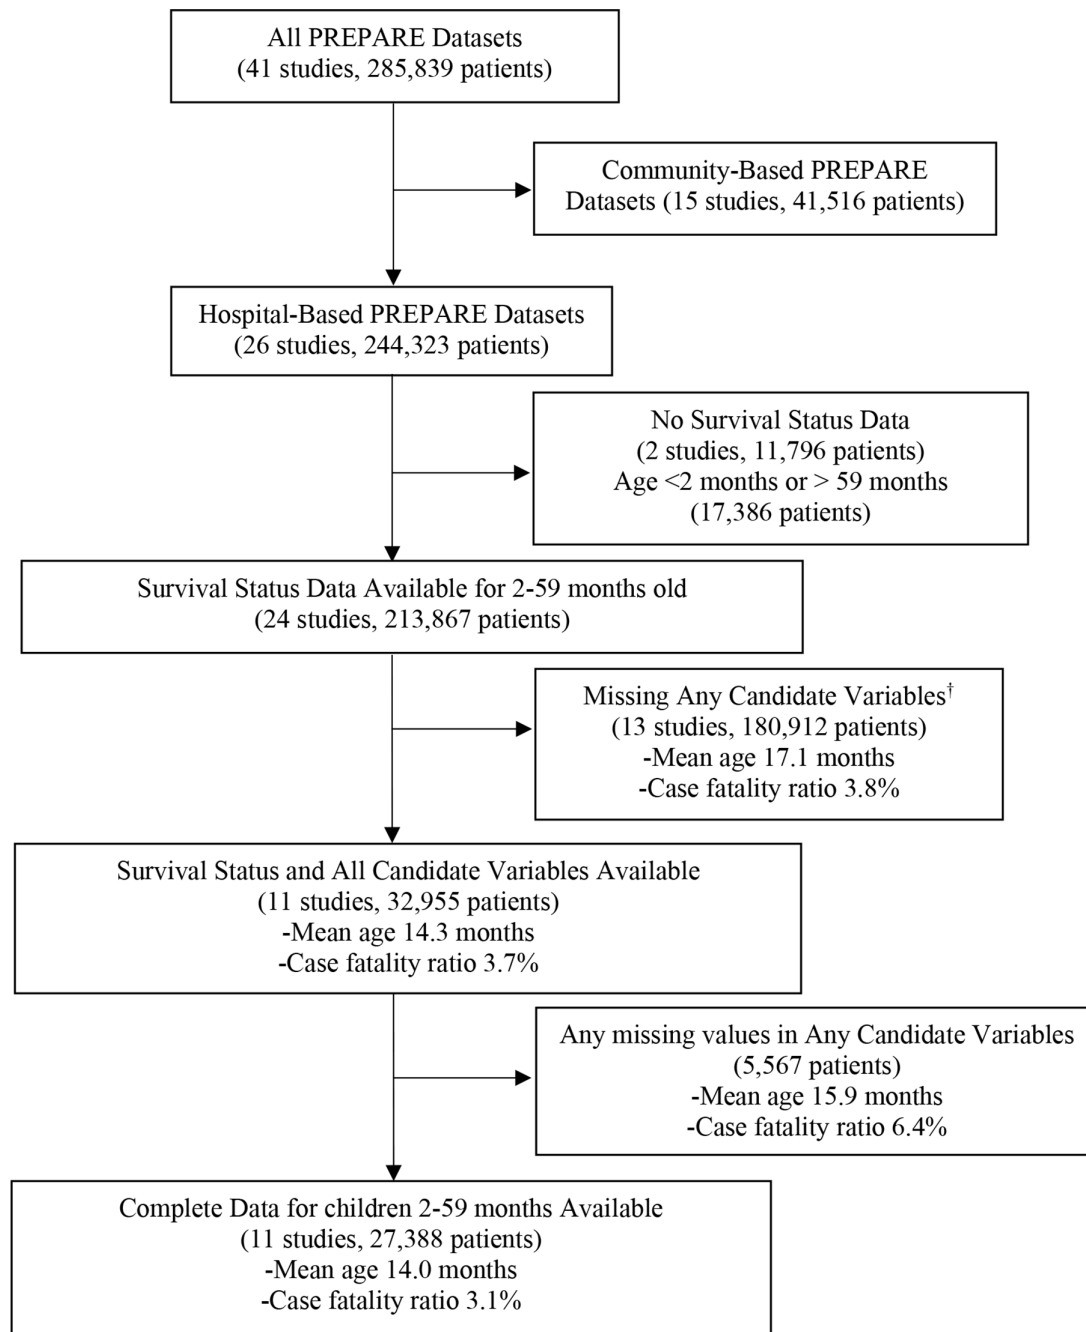 All PREPARE Datasets
(41 studies, 285,839 patients)
Community-Based PREPARE
Datasets (15 studies, 41,516 patients)
Hospital-Based PREPARE Datasets
(26 studies, 244,323 patients)
No Survival Status Data
(2 studies, 11,796 patients)
Age <2 months or > 59 months
(17,386 patients)
Survival Status Data Available for 2-59 months old
(24 studies, 213,867 patients)
Missing Any Candidate Variables†
(13 studies, 180,912 patients)
-Mean age 17.1 months
-Case fatality ratio 3.8%
Survival Status and All Candidate Variables Available
(11 studies, 32,955 patients)
-Mean age 14.3 months
-Case fatality ratio 3.7%
Any missing values in Any Candidate Variables
(5,567 patients)
-Mean age 15.9 months
-Case fatality ratio 6.4%
Complete Data for children 2-59 months Available
(11 studies, 27,388 patients)
-Mean age 14.0 months
-Case fatality ratio 3.1%